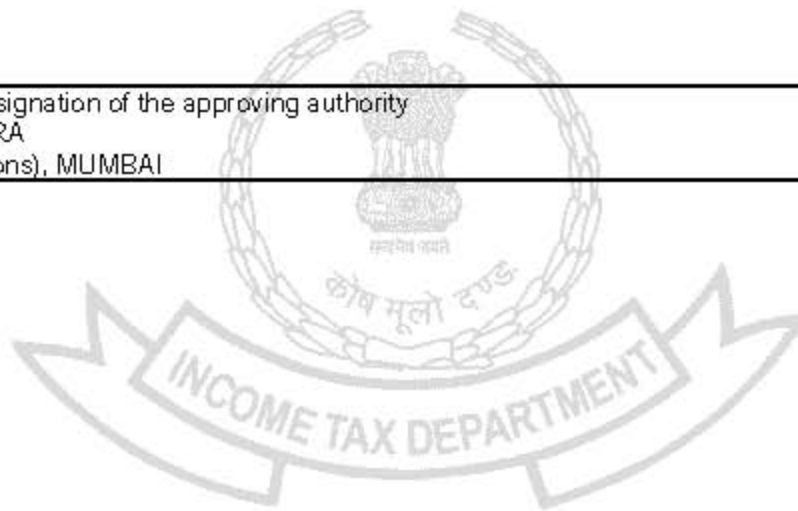 signation of the approving authority
RA
ons), MUMBAI
सत्यमेव जयते
कोष मूलो दण्ड:
INCOME TAX DEPARTMENT